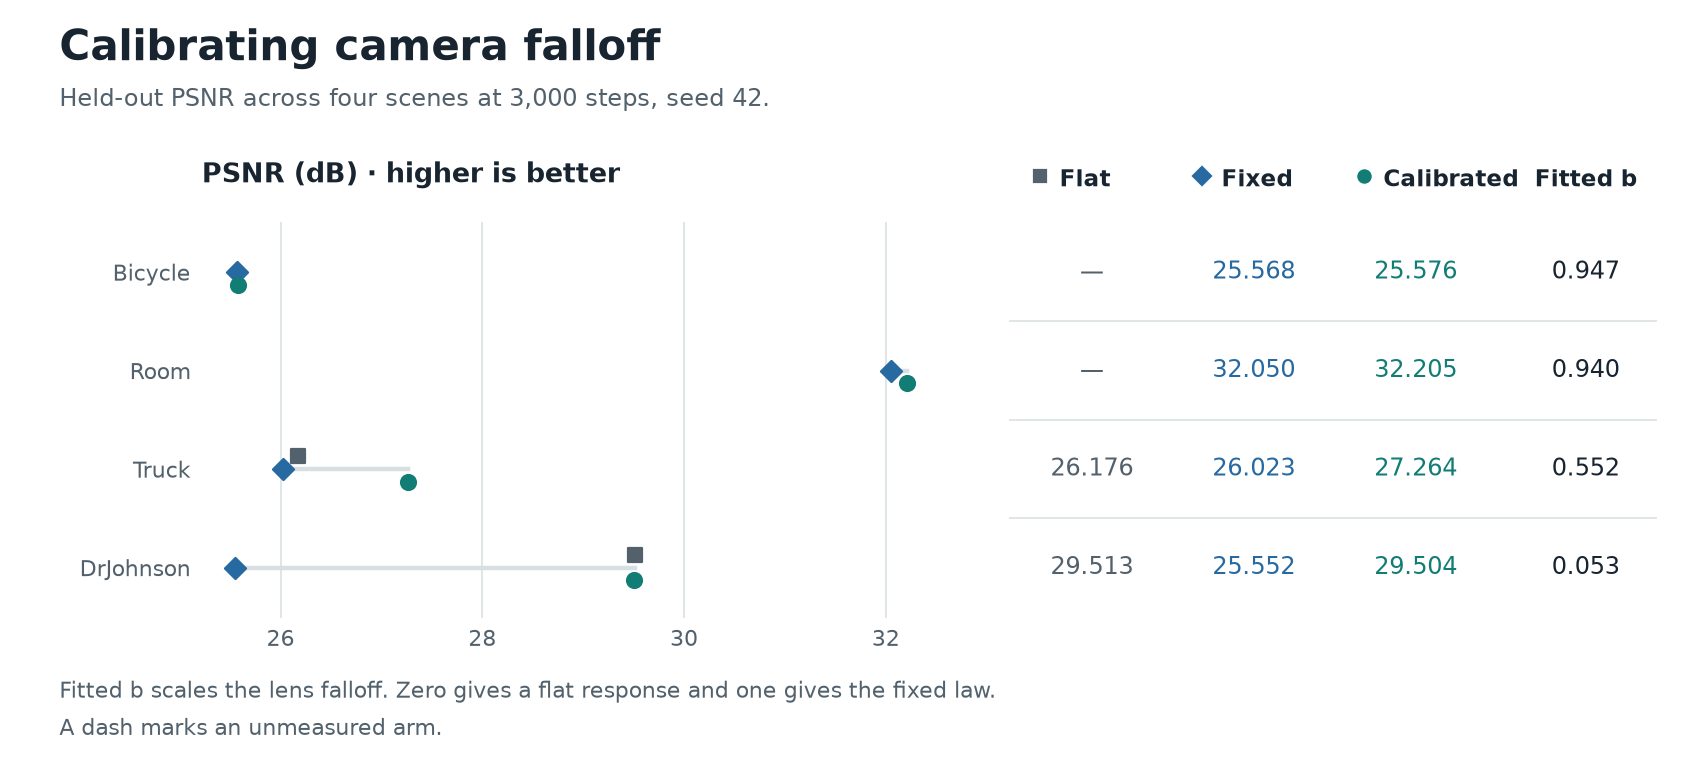 Calibrating camera falloff
Held-out PSNR across four scenes at 3,000 steps, seed 42.
PSNR (dB) · higher is better
Flat Fixed Calibrated Fitted b
Bicycle — 25.568 25.576 0.947
Room — 32.050 32.205 0.940
Truck 26.176 26.023 27.264 0.552
DrJohnson 29.513 25.552 29.504 0.053
26 28 30 32
Fitted b scales the lens falloff. Zero gives a flat response and one gives the fixed law.
A dash marks an unmeasured arm.